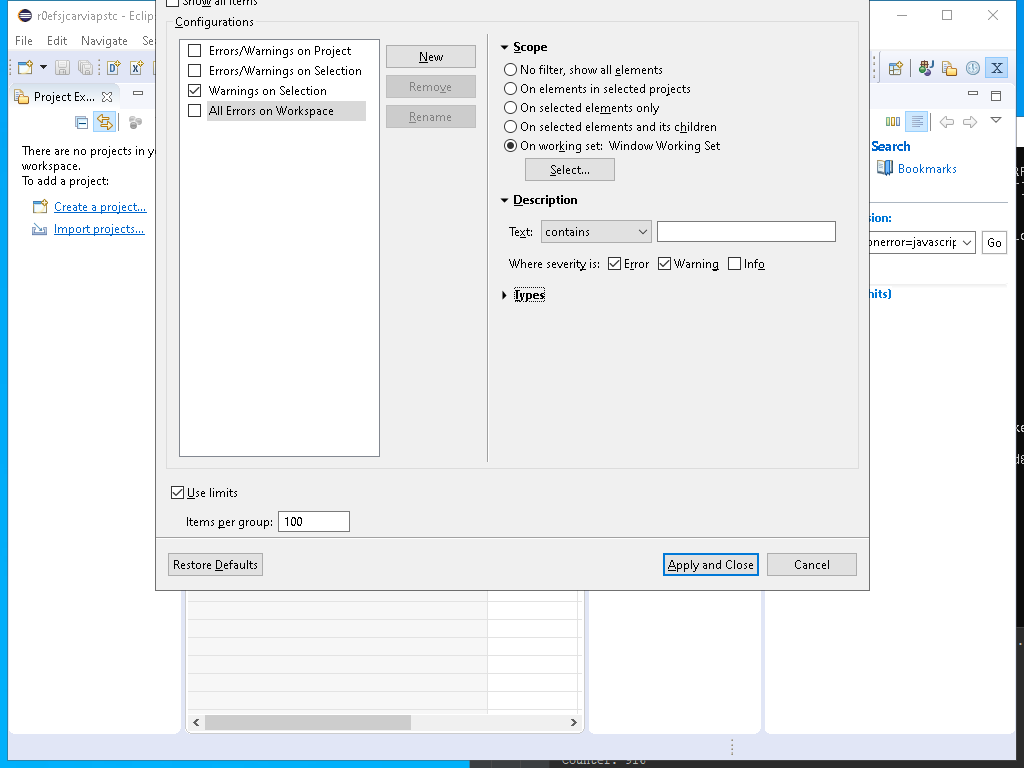 r0efsjcarviapstc - Eclips
Show all items
Configurations
File Edit Navigate Se
Errors/Warnings on Project
Errors/Warnings on Selection
Warnings on Selection
All Errors on Workspace
New
Remove
Rename
Scope
No filter, show all elements
On elements in selected projects
On selected elements only
On selected elements and its children
On working set: Window Working Set
Select...
Description
Text: contains
Where severity is: Error Warning Info
Types
Project Ex...
There are no projects in y
workspace.
To add a project:
Create a project...
Import projects...
Search
Bookmarks
sion:
onerror=javascrip
Go
hits)
Use limits
Items per group: 100
Restore Defaults
Apply and Close
Cancel
Counter: 910